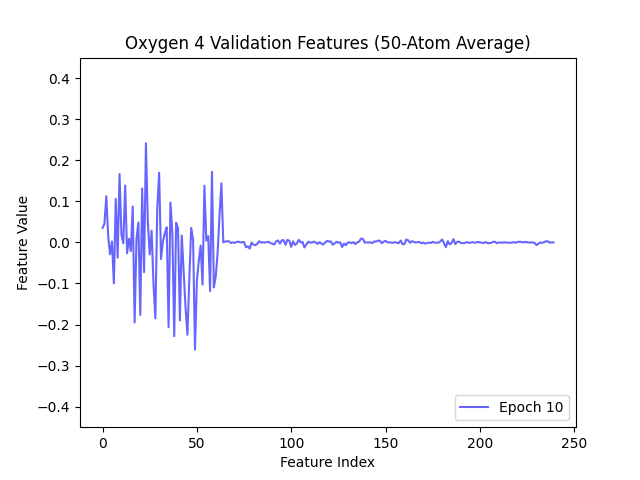 Oxygen 4 Validation Features (50-Atom Average)
Feature Value
0.4
0.3
0.2
0.1
0.0
−0.1
−0.2
−0.3
−0.4
Epoch 10
0 50 100 150 200 250
Feature Index